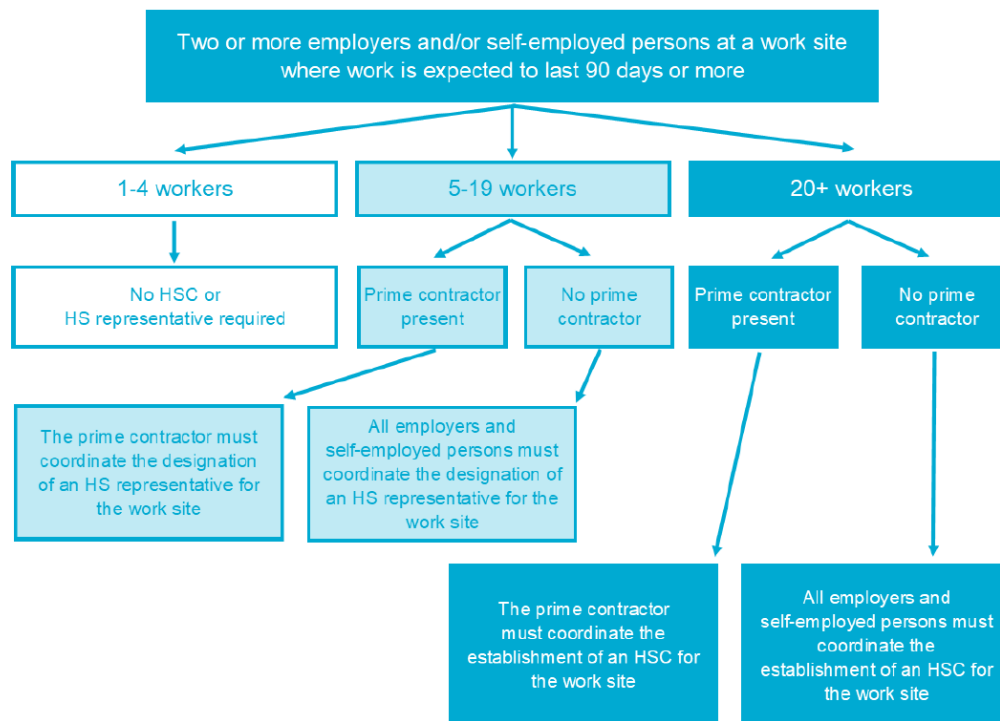 Two or more employers and/or self-employed persons at a work site
where work is expected to last 90 days or more
1-4 workers
5-19 workers
20+ workers
No HSC or
HS representative required
Prime contractor
present
No prime
contractor
Prime contractor
present
No prime
contractor
The prime contractor must
coordinate the designation
of an HS representative for
the work site
All employers and
self-employed persons must
coordinate the designation of
an HS representative for the
work site
The prime contractor
must coordinate the
establishment of an HSC for
the work site
All employers and
self-employed persons must
coordinate the
establishment of an HSC for
the work site